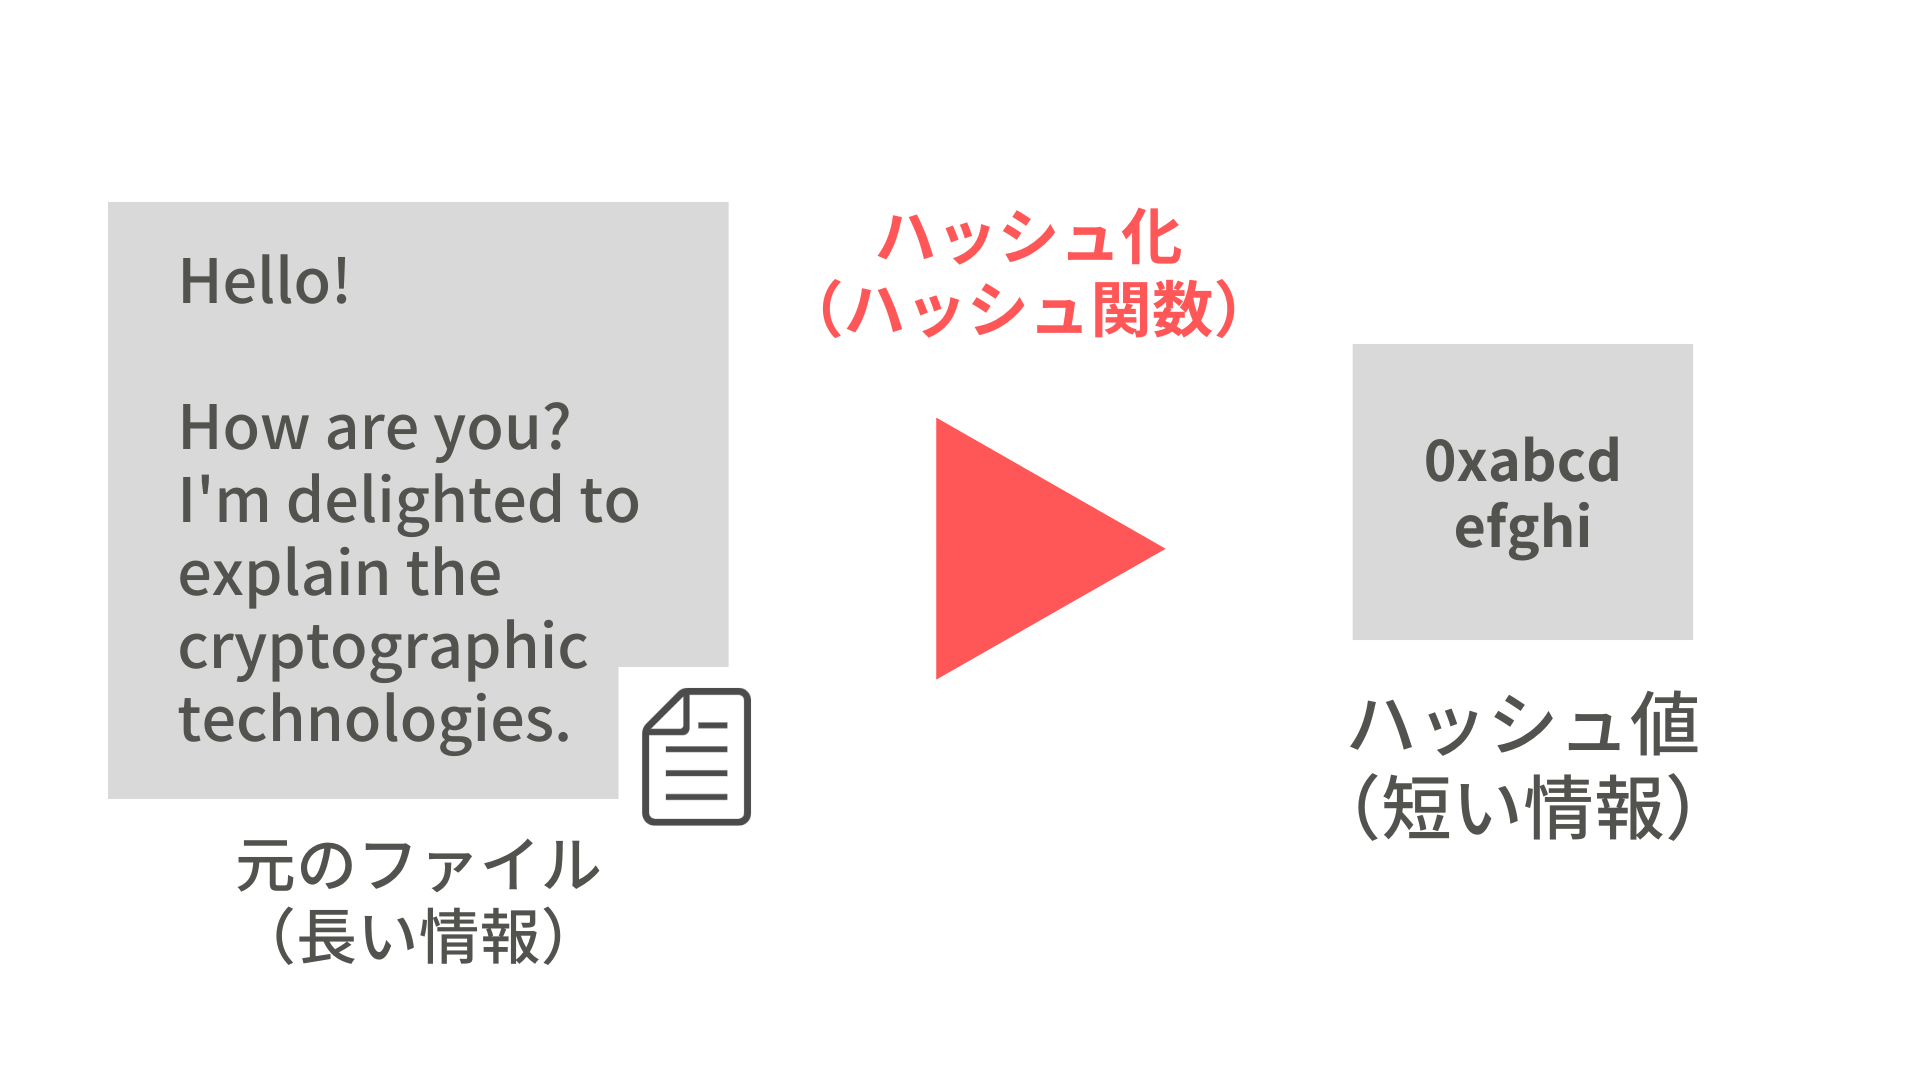 Hello!
How are you?
I'm delighted to
explain the
cryptographic
technologies.
元のファイル
（長い情報）
ハッシュ化
（ハッシュ関数）
0xabcd
efghi
ハッシュ値
（短い情報）